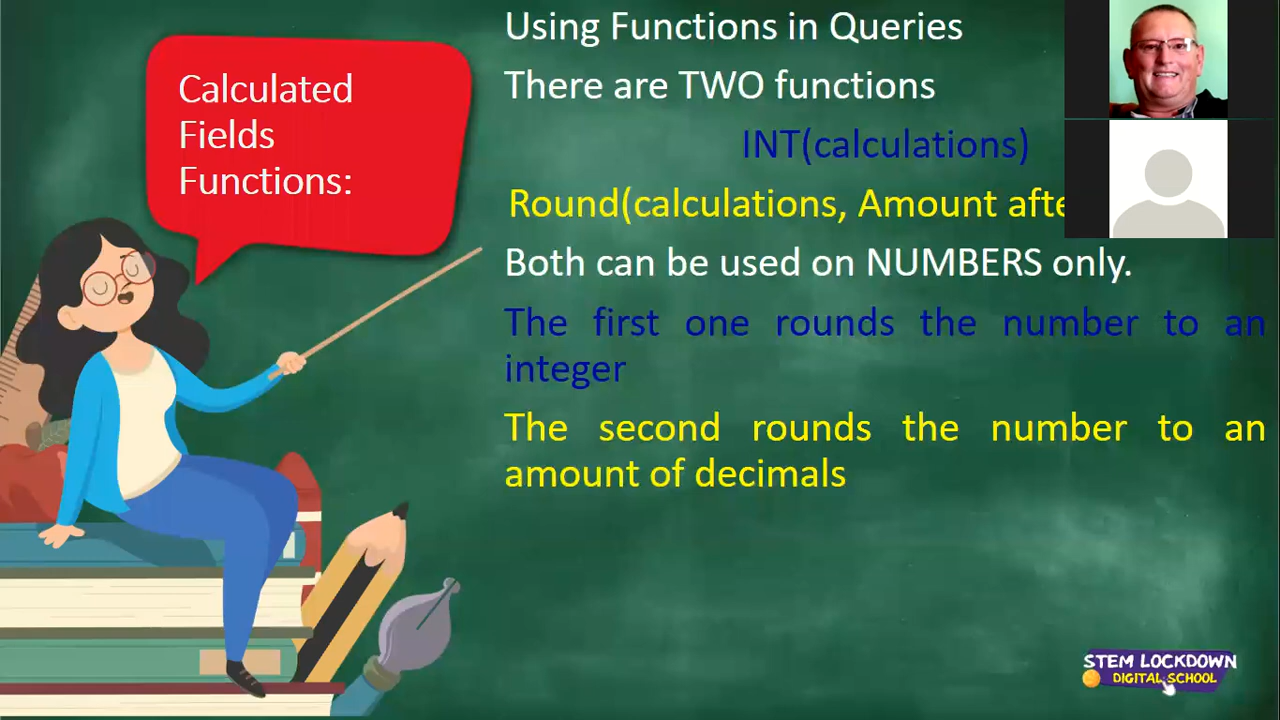 Calculated
Fields
Functions:
Using Functions in Queries
There are TWO functions
INT(calculations)
Round(calculations, Amount afte
Both can be used on NUMBERS only.
The first one rounds the number to an
integer
The second rounds the number to an
amount of decimals
STEM LOCKDOWN
DIGITAL SCHOOL